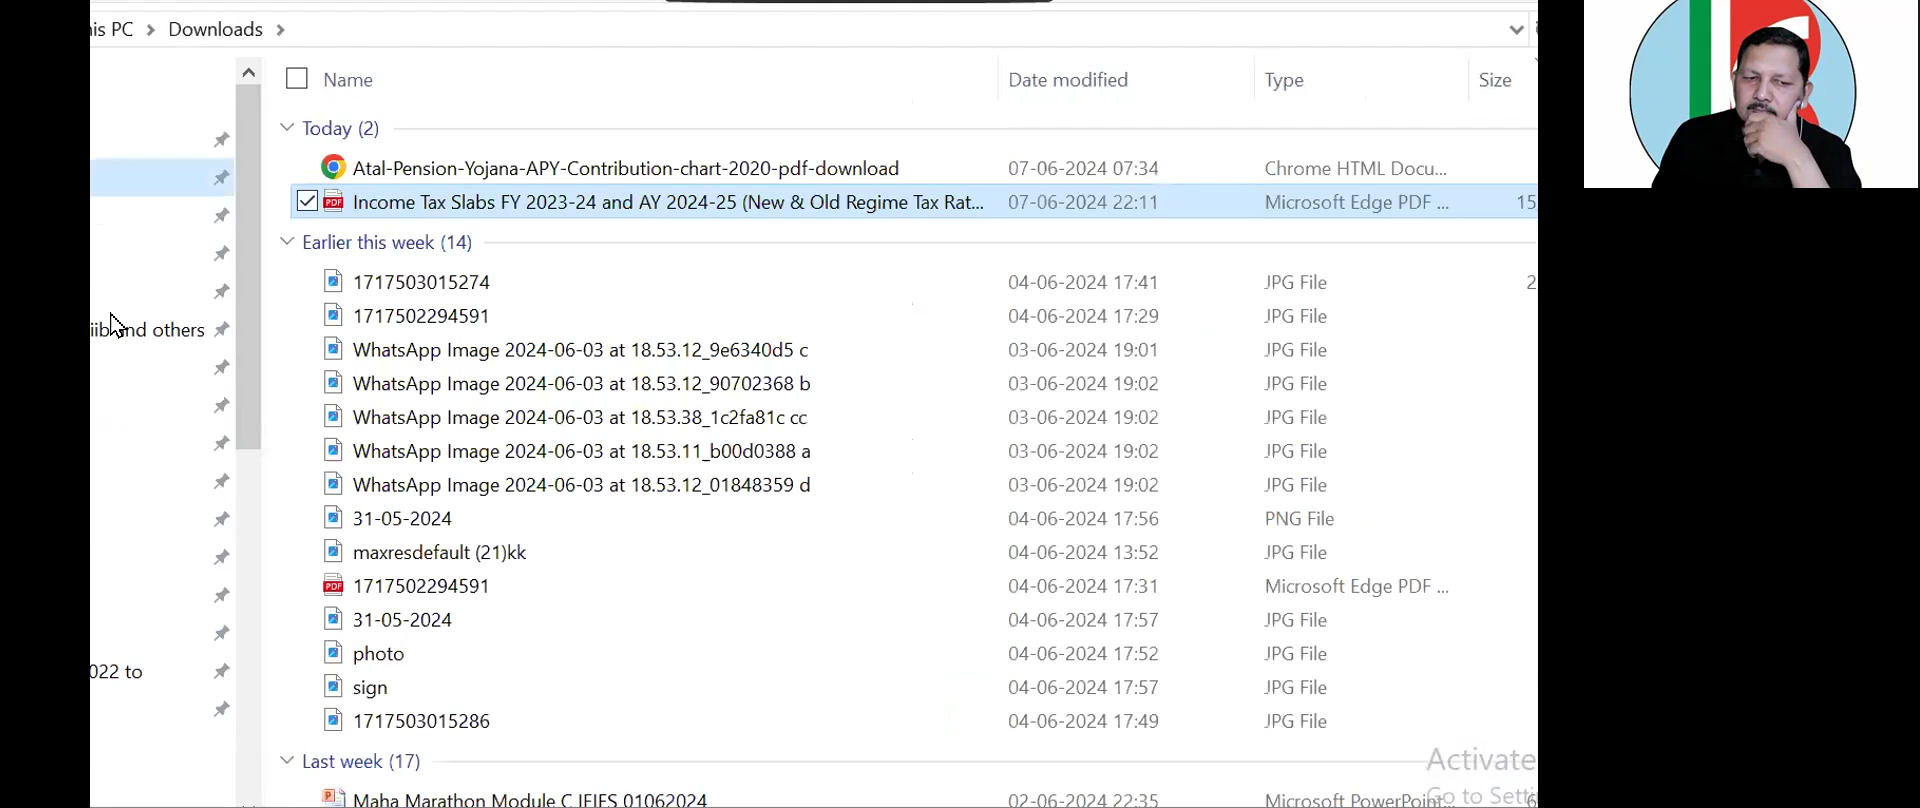 his PC > Downloads >
Name Date modified Type Size
Today (2)
Atal-Pension-Yojana-APY-Contribution-chart-2020-pdf-download 07-06-2024 07:34 Chrome HTML Docu...
Income Tax Slabs FY 2023-24 and AY 2024-25 (New & Old Regime Tax Rat... 07-06-2024 22:11 Microsoft Edge PDF ... 15
Earlier this week (14)
1717503015274 04-06-2024 17:41 JPG File 2
1717502294591 04-06-2024 17:29 JPG File
and others
WhatsApp Image 2024-06-03 at 18.53.12_9e6340d5 c 03-06-2024 19:01 JPG File
WhatsApp Image 2024-06-03 at 18.53.12_90702368 b 03-06-2024 19:02 JPG File
WhatsApp Image 2024-06-03 at 18.53.38_1c2fa81c cc 03-06-2024 19:02 JPG File
WhatsApp Image 2024-06-03 at 18.53.11_b00d0388 a 03-06-2024 19:02 JPG File
WhatsApp Image 2024-06-03 at 18.53.12_01848359 d 03-06-2024 19:02 JPG File
31-05-2024 04-06-2024 17:56 PNG File
maxresdefault (21)kk 04-06-2024 13:52 JPG File
1717502294591 04-06-2024 17:31 Microsoft Edge PDF ...
31-05-2024 04-06-2024 17:57 JPG File
photo 04-06-2024 17:52 JPG File
022 to
sign 04-06-2024 17:57 JPG File
1717503015286 04-06-2024 17:49 JPG File
Last week (17)
Activate
Maha Marathon Module C JEIFS 01062024 02-06-2024 22:35 Microsoft PowerPoint...
Go to Setti